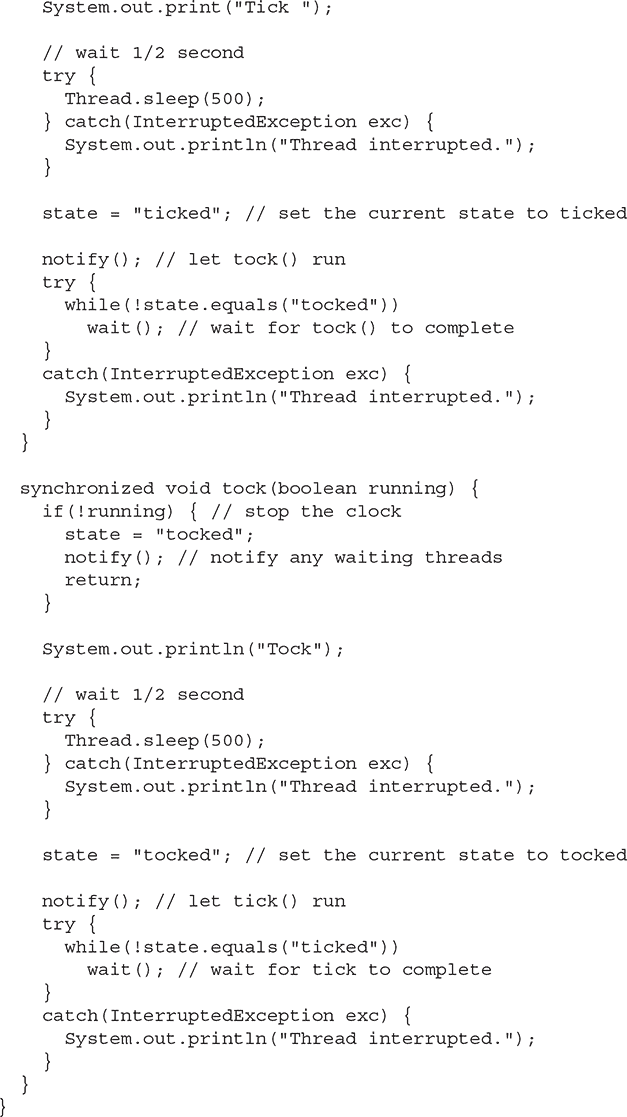 System.out.print("Tick ");

    // wait 1/2 second
    try {
      Thread.sleep(500);
    } catch(InterruptedException exc) {
      System.out.println("Thread interrupted.");
    }

    state = "ticked"; // set the current state to ticked

    notify(); // let tock() run
    try {
      while(!state.equals("tocked"))
        wait(); // wait for tock() to complete
    }
    catch(InterruptedException exc) {
      System.out.println("Thread interrupted.");
    }
  }

  synchronized void tock(boolean running) {
    if(!running) { // stop the clock
      state = "tocked";
      notify(); // notify any waiting threads
      return;
    }

    System.out.println("Tock");

    // wait 1/2 second
    try {
      Thread.sleep(500);
    } catch(InterruptedException exc) {
      System.out.println("Thread interrupted.");
    }

    state = "tocked"; // set the current state to tocked

    notify(); // let tick() run
    try {
      while(!state.equals("ticked"))
        wait(); // wait for tick to complete
    }
    catch(InterruptedException exc) {
      System.out.println("Thread interrupted.");
    }
  }
}